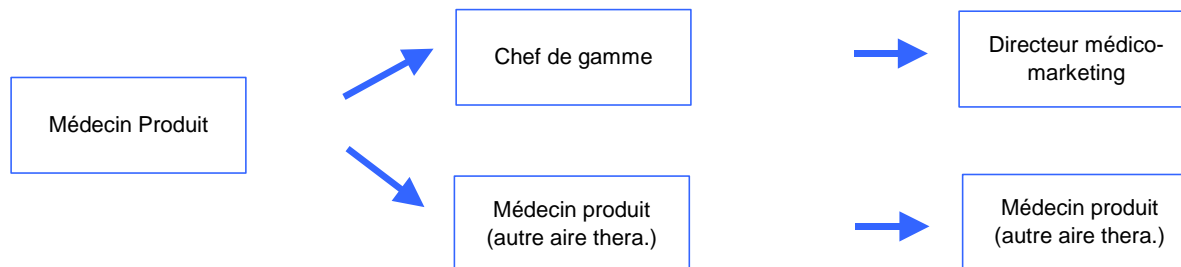 Médecin Produit
Chef de gamme
Directeur médico-
marketing
Médecin produit
(autre aire thera.)
Médecin produit
(autre aire thera.)